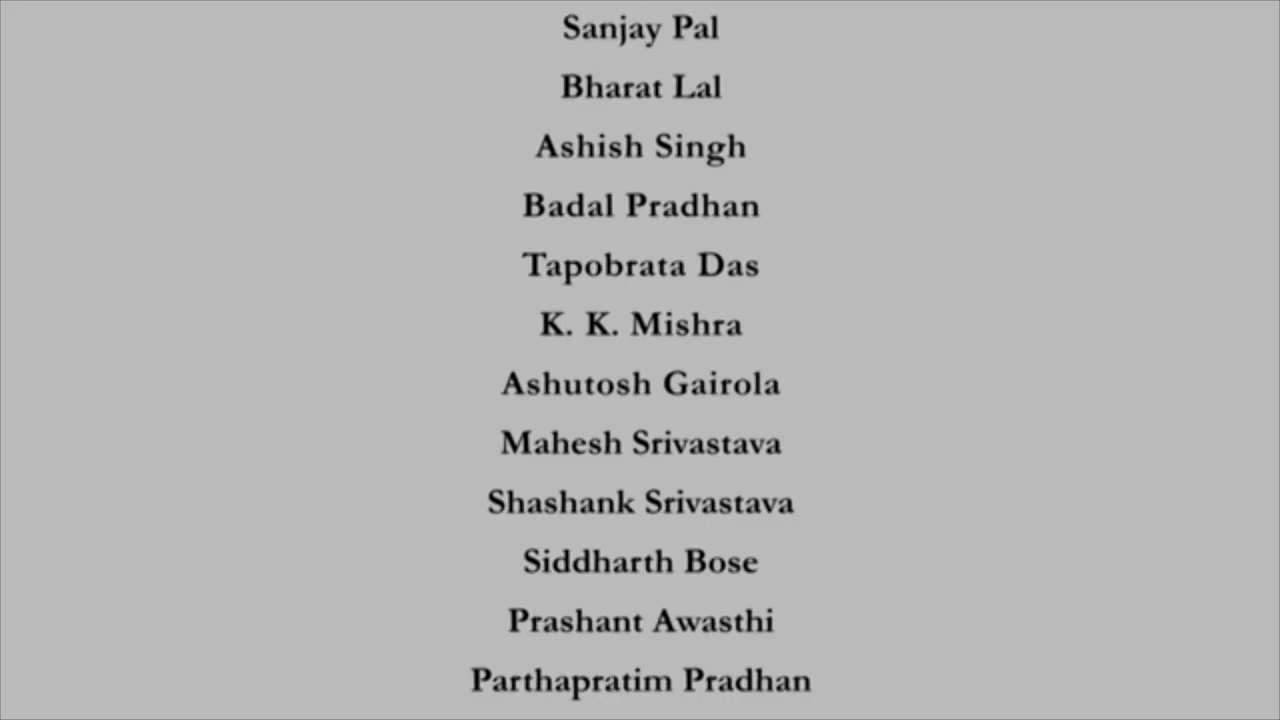 Sanjay Pal
Bharat Lal
Ashish Singh
Badal Pradhan
Tapobrata Das
K. K. Mishra
Ashutosh Gairola
Mahesh Srivastava
Shashank Srivastava
Siddharth Bose
Prashant Awasthi
Parthapratim Pradhan